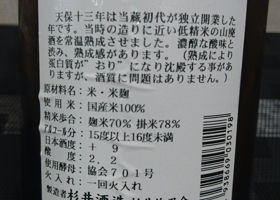 天保十三年は当蔵初代が独立開業した
年です。当時の造りに近い低精米の山廃
酒を常温熟成させました。濃醇な酸味と
渋み、熟成感があります。（熟成により
蛋白質が"おり"になり沈殿する事があ
りますが、酒質に問題はありません。）
原材料名：米・米麹
使用米：国産米100%
精米歩合：麹米70% 掛米78%
アルコール分：15度以上16度未満
日本酒度：＋9
酸度：2.2
使用酵母：協会701号
火入れ：一回火入れ
製造者 杉井酒造
938669030198